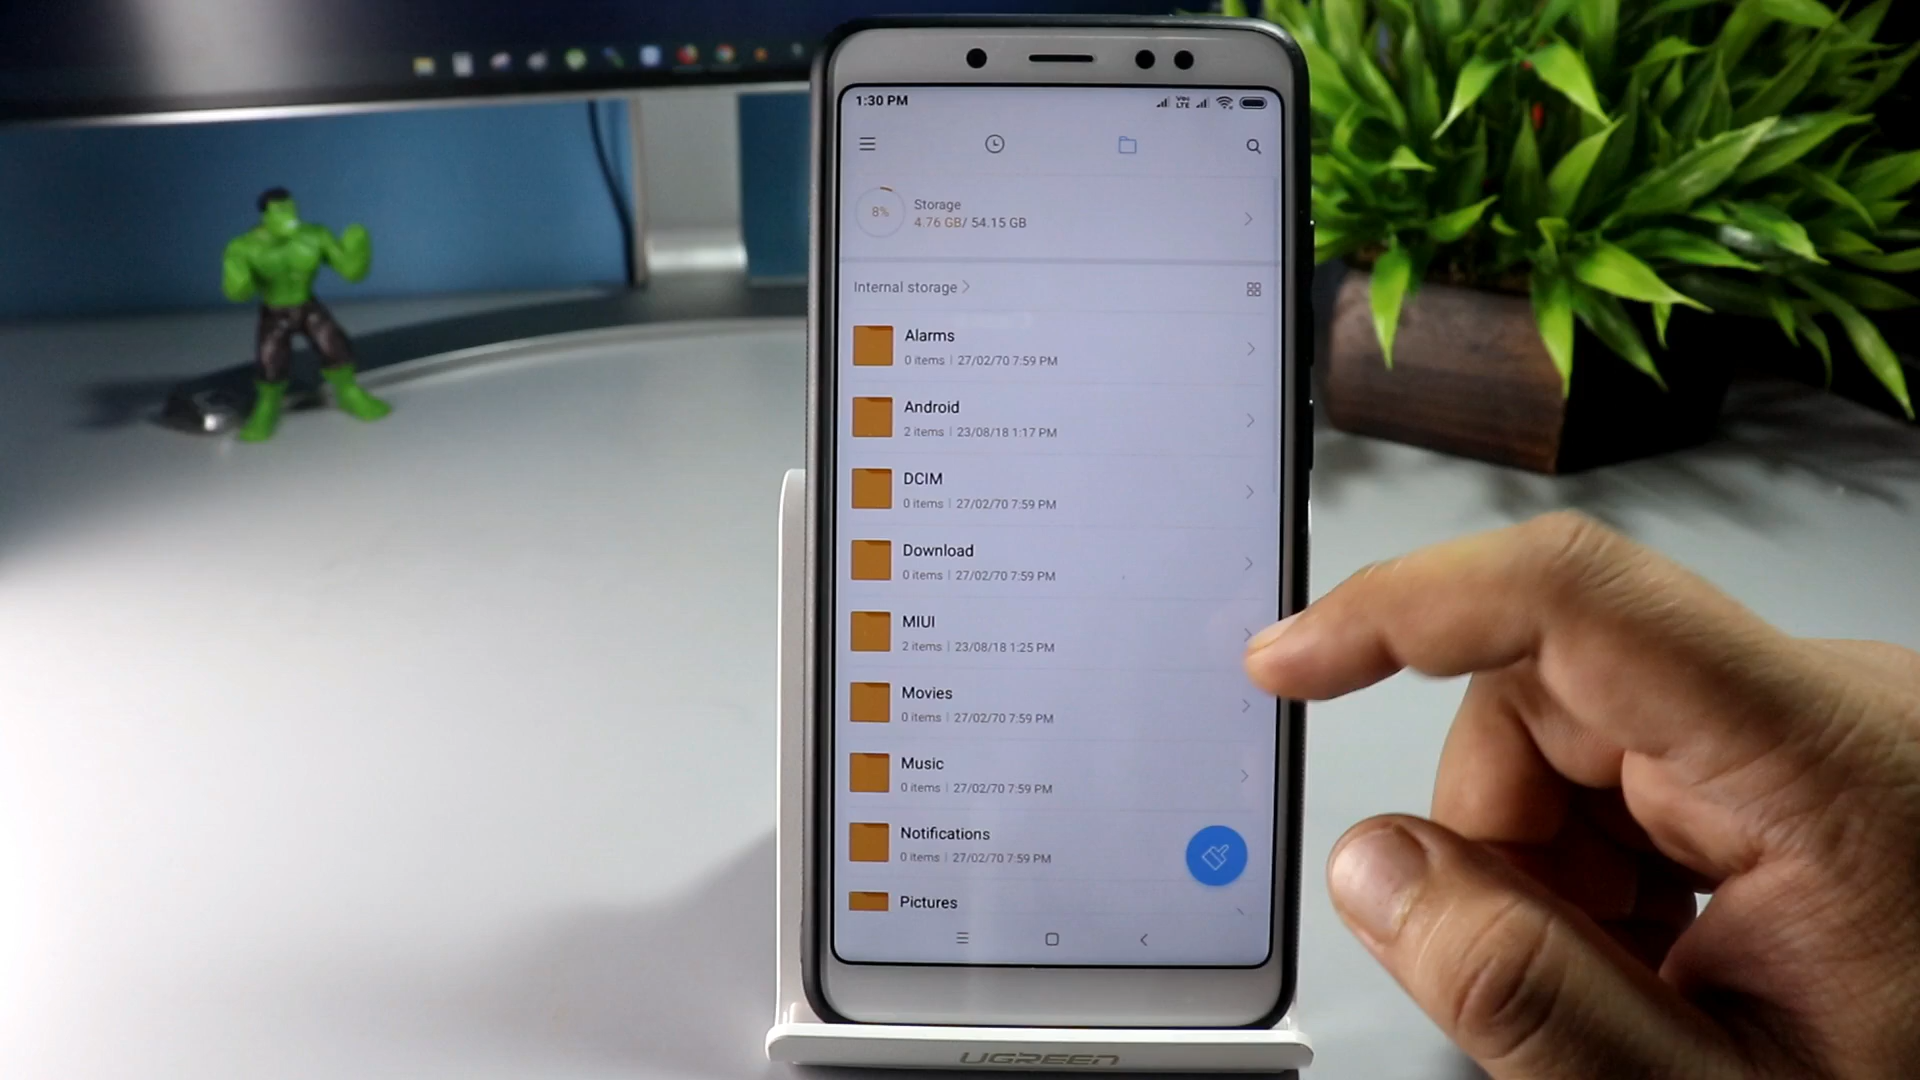 1:30 PM
VoLTE
8%
Storage
4.76 GB/ 54.15 GB
Internal storage
Alarms
0 items | 27/02/70 7:59 PM
Android
2 items | 23/08/18 1:17 PM
DCIM
0 items | 27/02/70 7:59 PM
Download
0 items | 27/02/70 7:59 PM
MIUI
2 items | 23/08/18 1:25 PM
Movies
0 items | 27/02/70 7:59 PM
Music
0 items | 27/02/70 7:59 PM
Notifications
0 items | 27/02/70 7:59 PM
Pictures
UGREEN